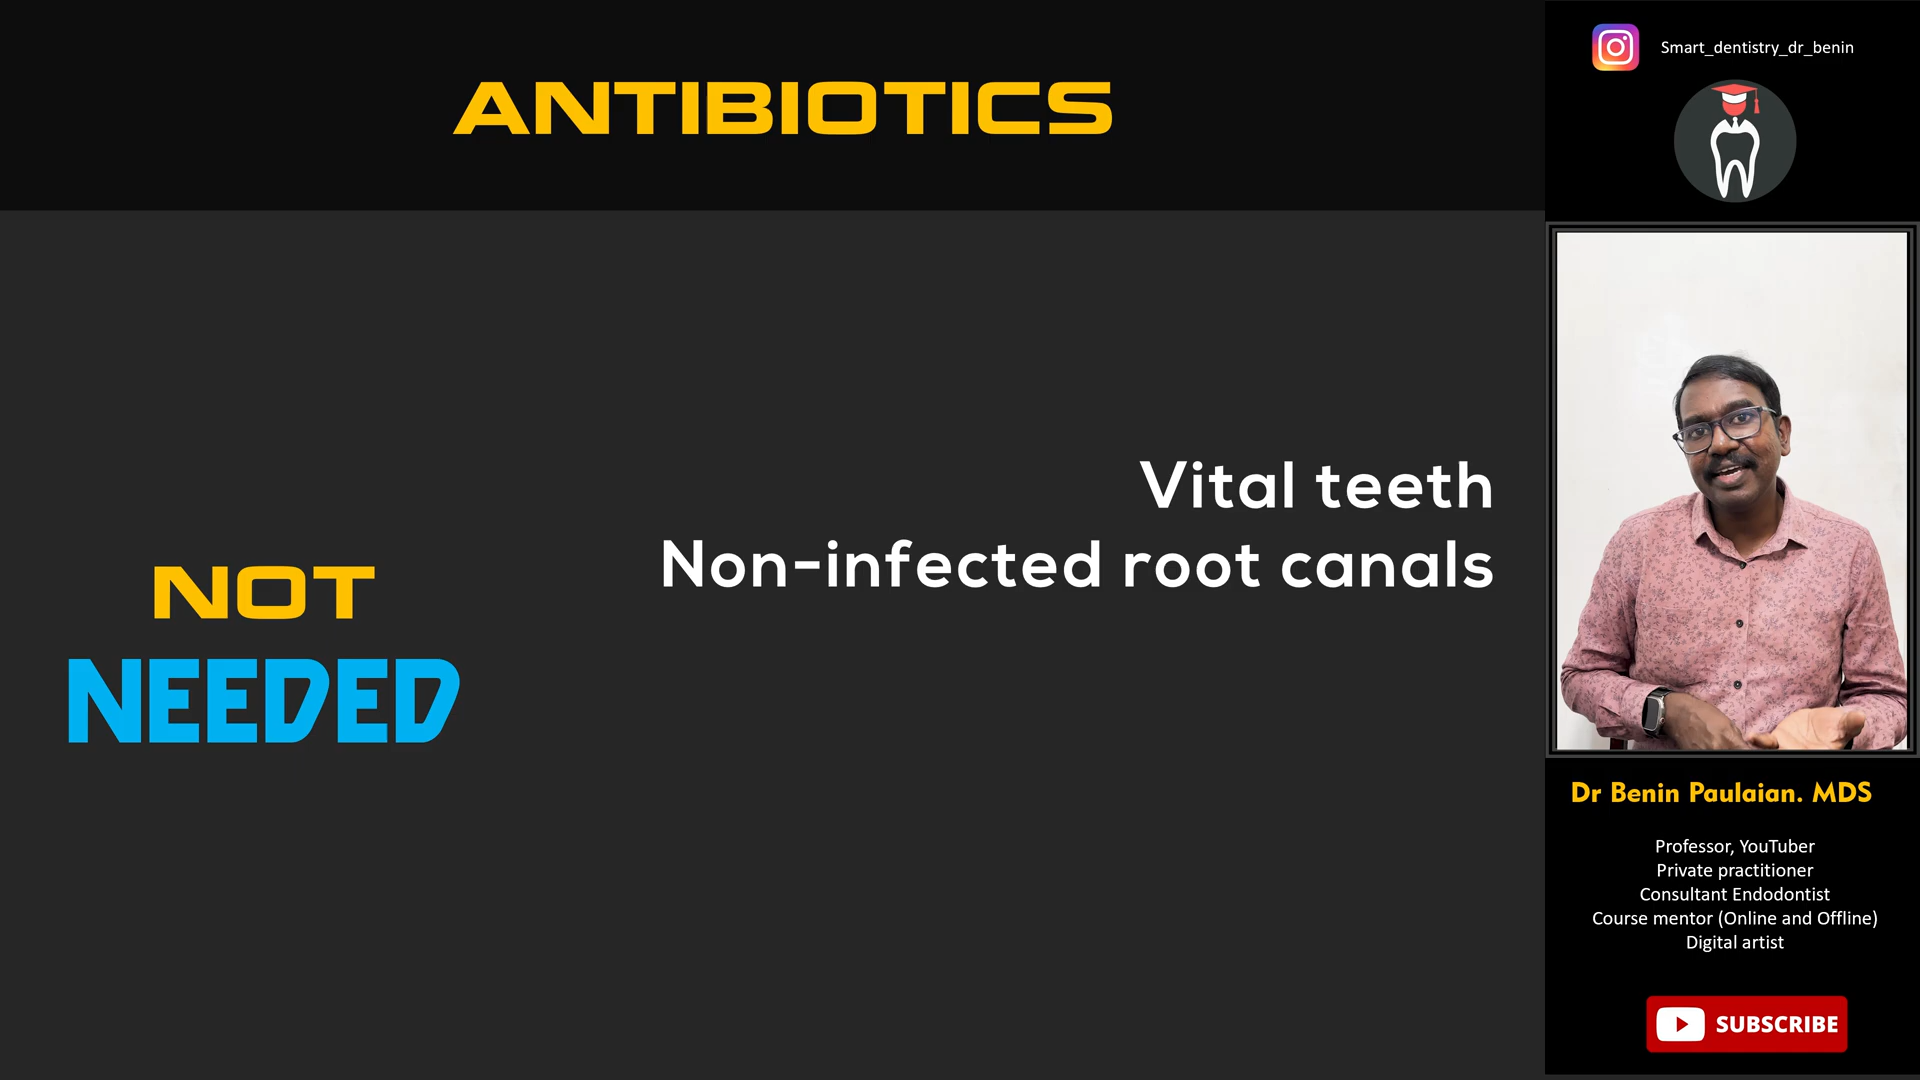 ANTIBIOTICS
NOT
NEEDED
Vital teeth
Non-infected root canals
Smart_dentistry_dr_benin
Dr Benin Paulaian. MDS
Professor, YouTuber
Private practitioner
Consultant Endodontist
Course mentor (Online and Offline)
Digital artist
SUBSCRIBE